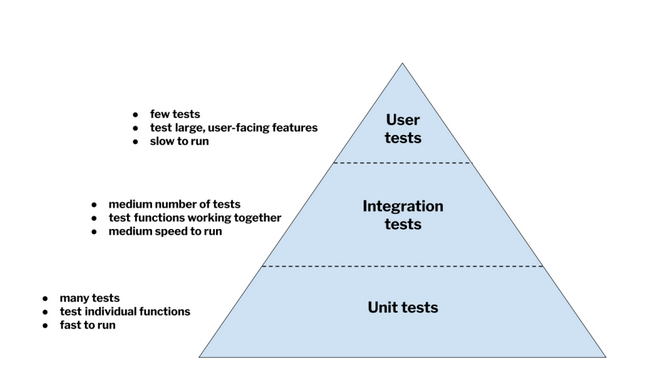 ● few tests
● test large, user-facing features
● slow to run
User
tests
● medium number of tests
● test functions working together
● medium speed to run
Integration
tests
● many tests
● test individual functions
● fast to run
Unit tests